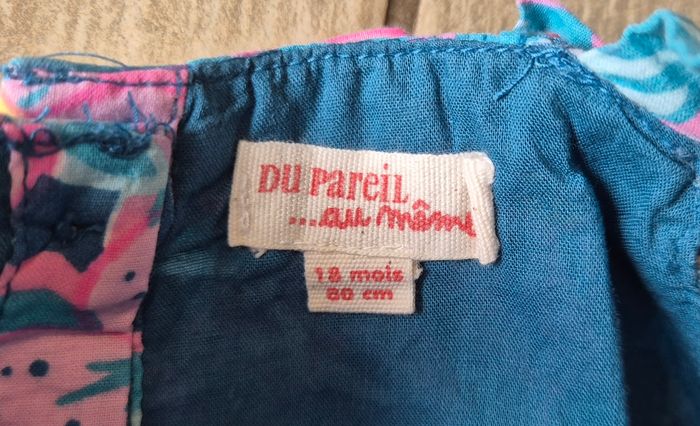 DU PAREIL
...au même
18 mois
80 cm